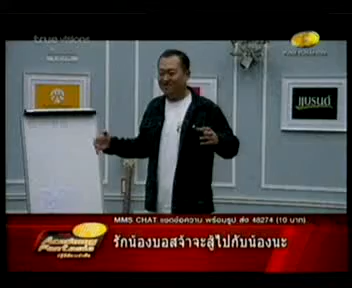 true visions
แบรนด์
MMS CHAT แชตข้อความ พร้อมรูป ส่ง 48274 (10 บาท)
Academy
Fantasia
รักน้องบอสจ้าจะสู้ไปกับน้องนะ